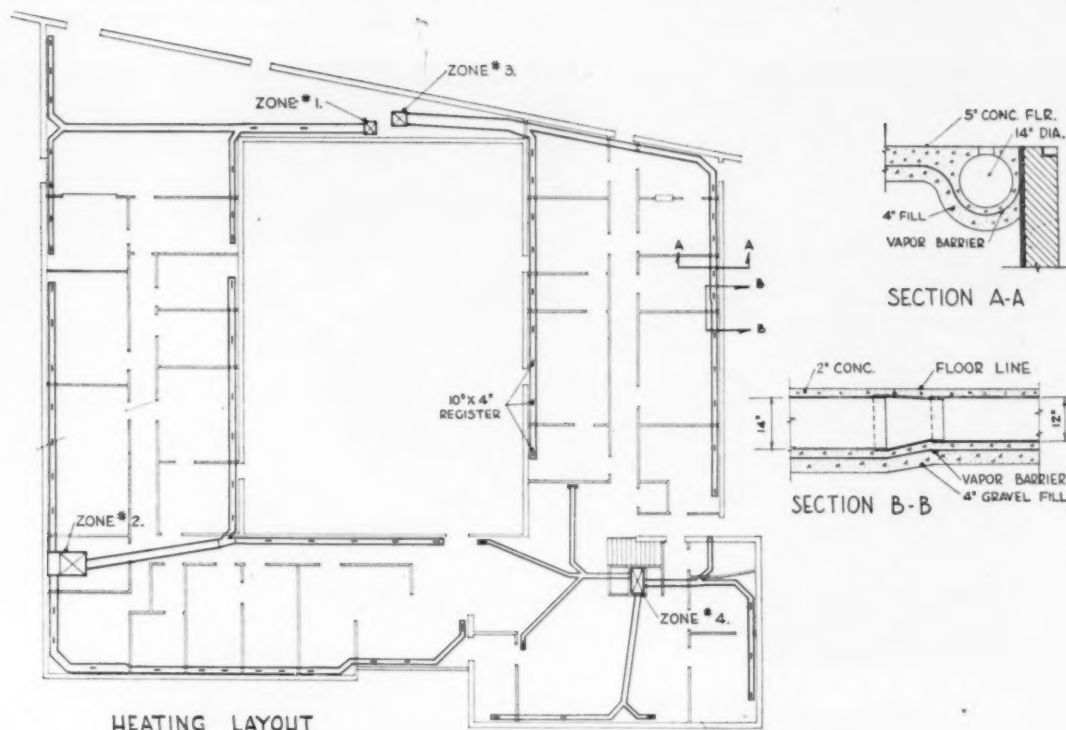 ZONE #1.
ZONE #3.
5" CONC. FLR.
14" DIA.
4" FILL
VAPOR BARRIER
SECTION A-A
A
A
B
B
10" X 4"
REGISTER
2" CONC.
FLOOR LINE
14"
12"
VAPOR BARRIER
4" GRAVEL FILL
SECTION B-B
ZONE #2.
ZONE #4.
HEATING LAYOUT